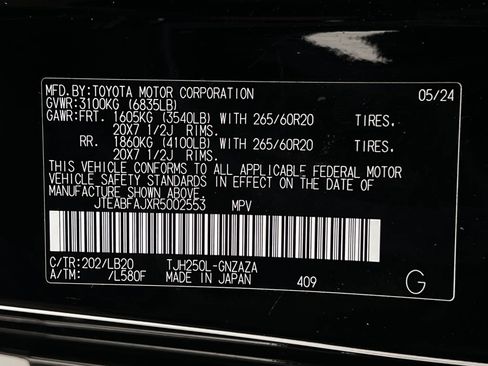 MFD.BY:TOYOTA MOTOR CORPORATION 05/24
GVWR:3100KG (6835LB)
GAWR:FRT. 1605KG (3540LB) WITH 265/60R20 TIRES.
20X7 1/2J RIMS.
RR. 1860KG (4100LB) WITH 265/60R20 TIRES.
20X7 1/2J RIMS.
THIS VEHICLE CONFORMS TO ALL APPLICABLE FEDERAL MOTOR
VEHICLE SAFETY STANDARDS IN EFFECT ON THE DATE OF
MANUFACTURE SHOWN ABOVE.
JTEABFAJXR5002553 MPV
C/TR:202/LB20 TJH250L-GNZAZA
A/TM: /L580F MADE IN JAPAN 409 G